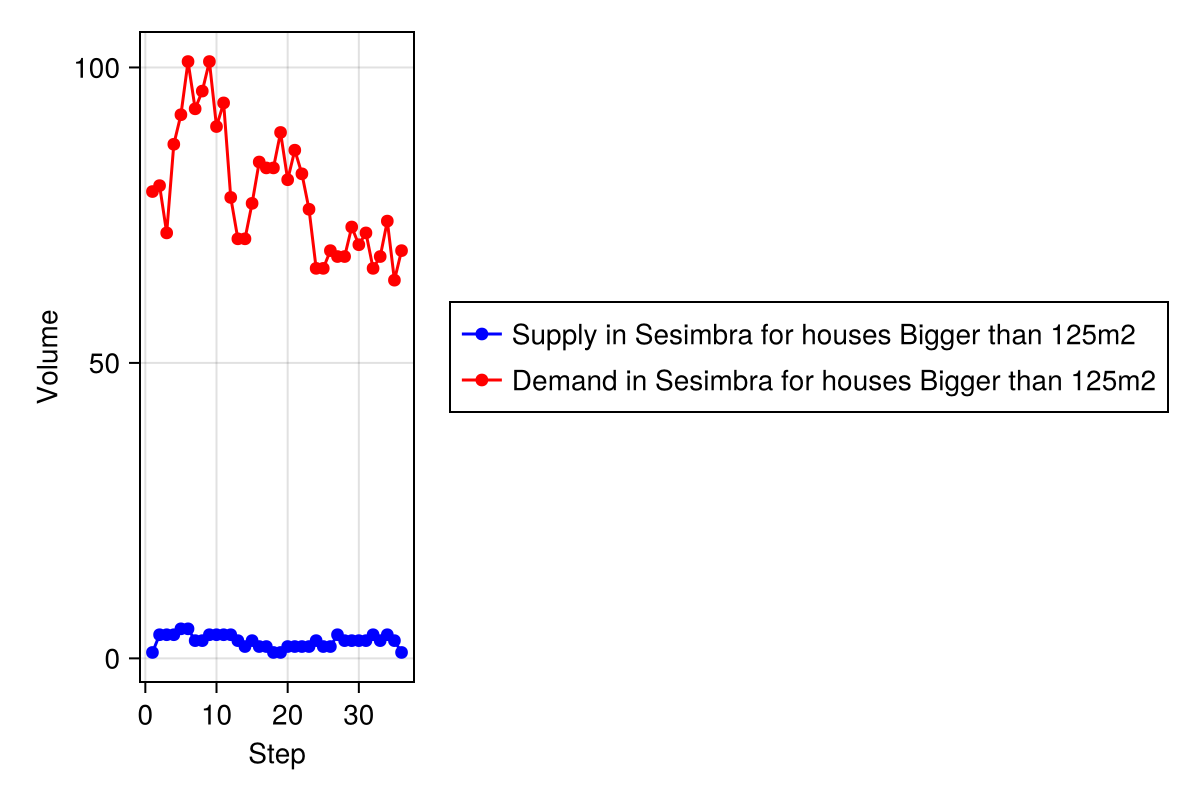 100
50
0
Volume
0 10 20 30
Step
Supply in Sesimbra for houses Bigger than 125m2
Demand in Sesimbra for houses Bigger than 125m2